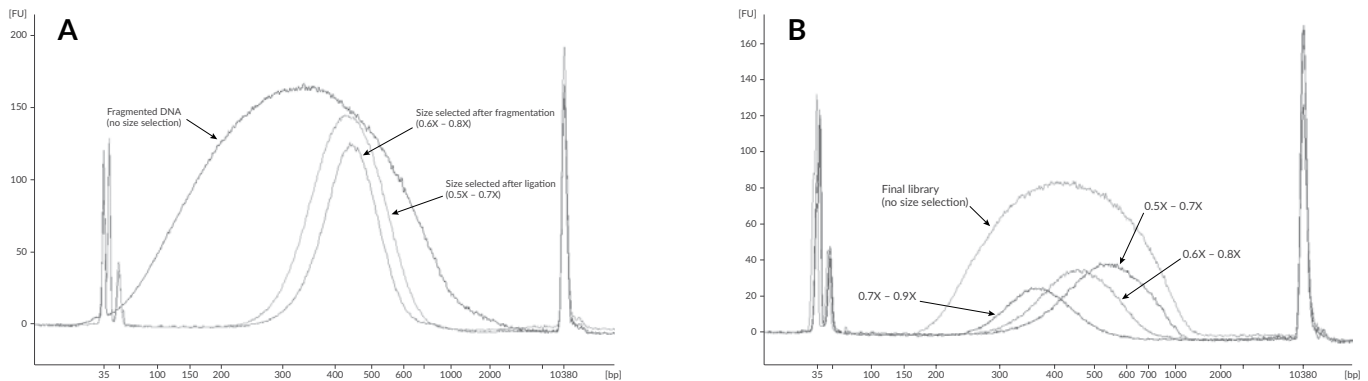 [FU]
A
200
150
100
50
0
Fragmented DNA
(no size selection)
Size selected after fragmentation
(0.6X – 0.8X)
Size selected after ligation
(0.5X – 0.7X)
35 100 150 200 300 400 500 600 1000 2000 10380 [bp]
[FU]
B
160
140
120
100
80
60
40
20
0
Final library
(no size selection)
0.5X – 0.7X
0.6X – 0.8X
0.7X – 0.9X
35 100 150 200 300 400 500 600 700 1000 2000 10380 [bp]